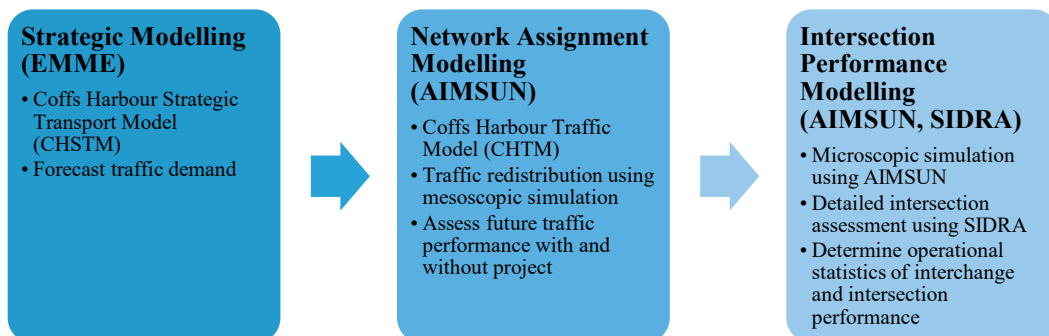 Strategic Modelling
(EMME)
• Coffs Harbour Strategic
Transport Model
(CHSTM)
• Forecast traffic demand
Network Assignment
Modelling
(AIMSUN)
• Coffs Harbour Traffic
Model (CHTM)
• Traffic redistribution using
mesoscopic simulation
• Assess future traffic
performance with and
without project
Intersection
Performance
Modelling
(AIMSUN, SIDRA)
• Microscopic simulation
using AIMSUN
• Detailed intersection
assessment using SIDRA
• Determine operational
statistics of interchange
and intersection
performance